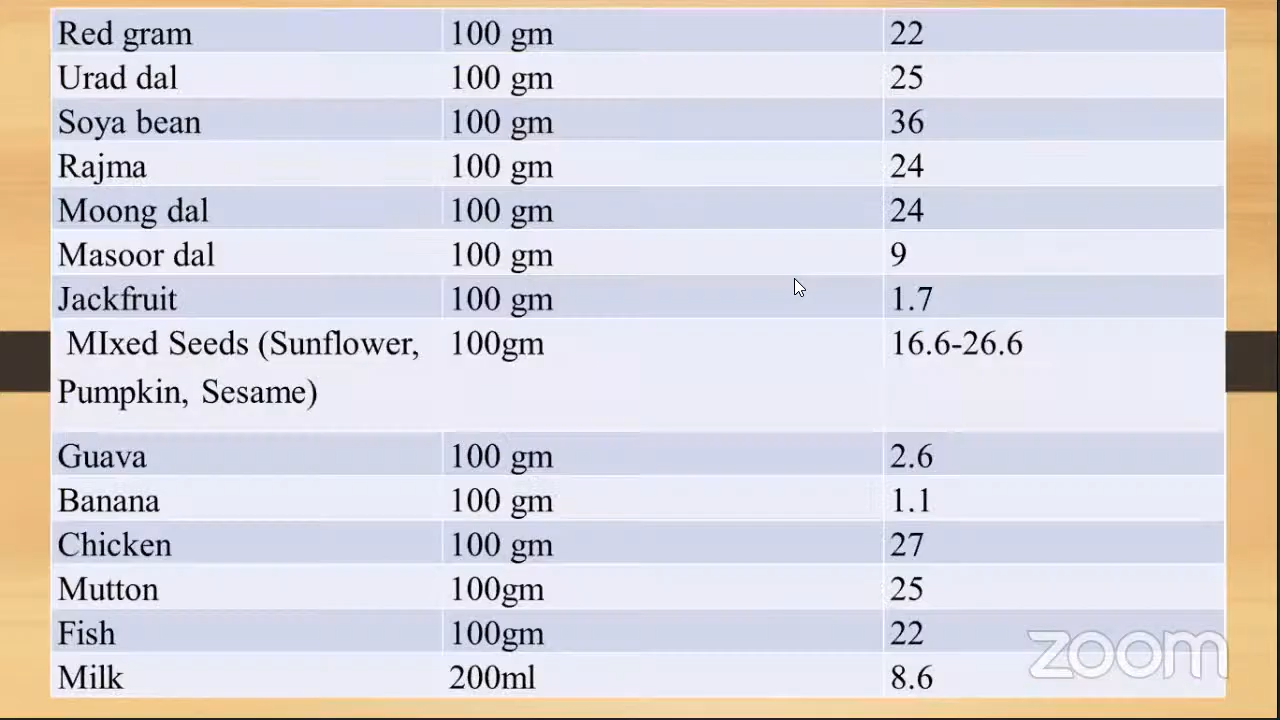 Red gram 100 gm 22
Urad dal 100 gm 25
Soya bean 100 gm 36
Rajma 100 gm 24
Moong dal 100 gm 24
Masoor dal 100 gm 9
Jackfruit 100 gm 1.7
MIxed Seeds (Sunflower, 100gm 16.6-26.6
Pumpkin, Sesame)
Guava 100 gm 2.6
Banana 100 gm 1.1
Chicken 100 gm 27
Mutton 100gm 25
Fish 100gm 22
Milk 200ml 8.6
zoom